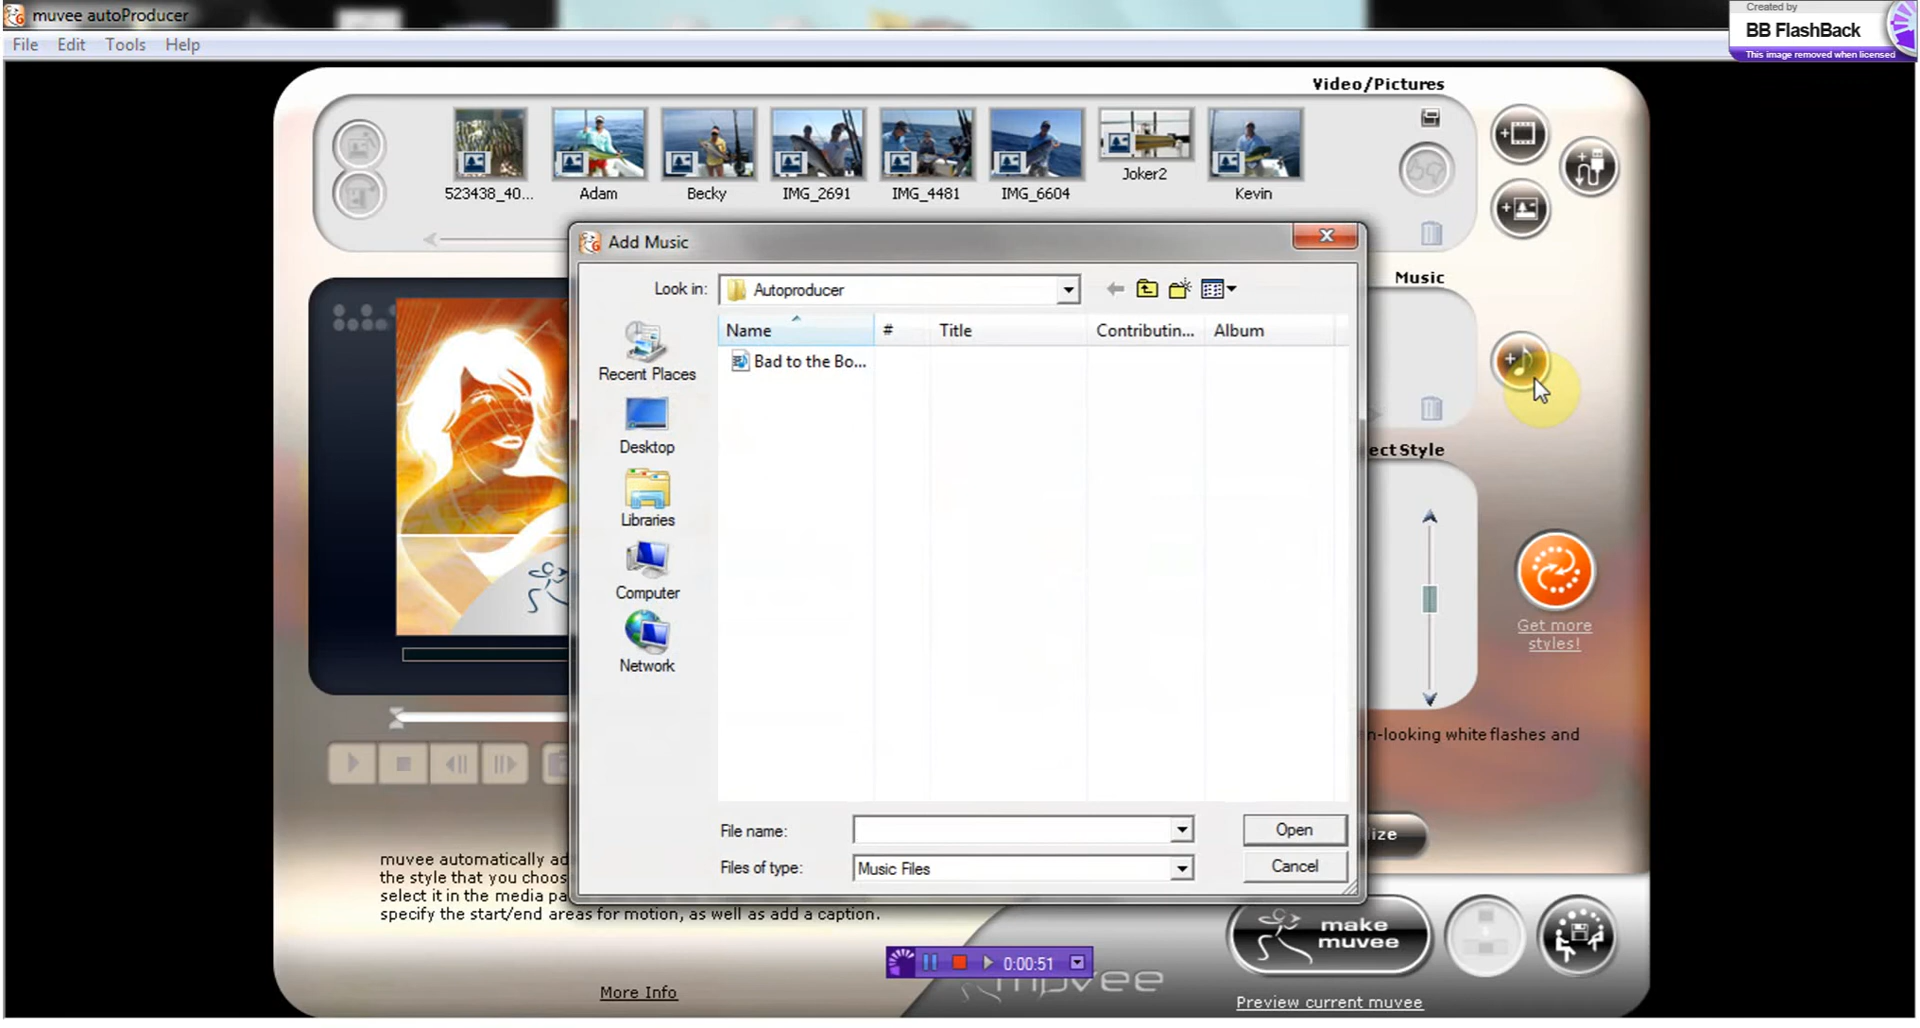 muvee autoProducer
Created by
BB FlashBack
This image removed when licensed
File Edit Tools Help
Video/Pictures
523438_40... Adam Becky IMG_2691 IMG_4481 IMG_6604 Joker2 Kevin
Add Music
Look in: Autoproducer
Music
Name # Title Contributin... Album
Bad to the Bo...
Recent Places
Desktop
Libraries
Computer
Network
ect Style
Get more
styles!
n-looking white flashes and
File name: Open
Files of type: Music Files Cancel
ize
muvee automatically ad
the style that you choos
select it in the media pa
specify the start/end areas for motion, as well as add a caption.
make
muvee
0:00:51
muvee
More Info
Preview current muvee